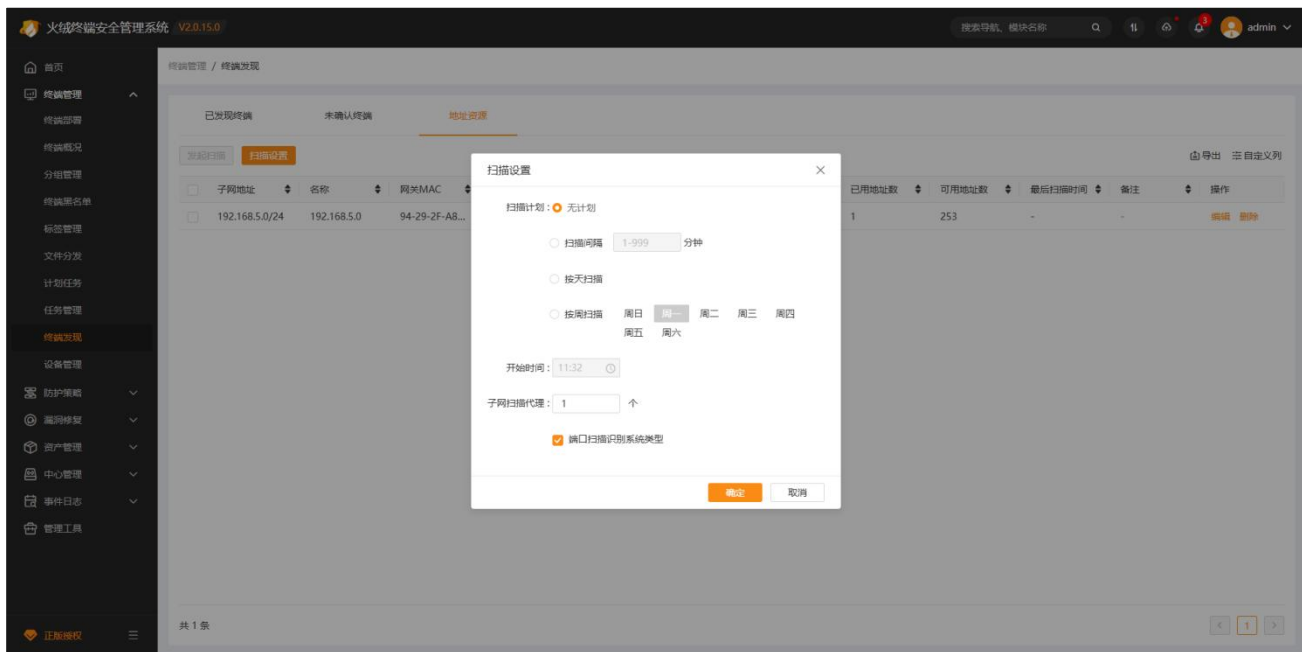 火绒终端安全管理系统 V2.0.15.0
搜索导航、模块名称
3
admin
首页
终端管理
终端部署
终端概况
分组管理
终端黑名单
标签管理
文件分发
计划任务
任务管理
终端发现
设备管理
防护策略
漏洞修复
资产管理
中心管理
事件日志
管理工具
正版授权
终端管理 / 终端发现
已发现终端 未确认终端 地址资源
发起扫描 扫描设置 导出 自定义列
子网地址 名称 网关MAC 已用地址数 可用地址数 最后扫描时间 备注 操作
192.168.5.0/24 192.168.5.0 94-29-2F-A8... 1 253 - - 编辑 删除
共 1 条
1
扫描设置
扫描计划 : 无计划
扫描间隔 1-999 分钟
按天扫描
按周扫描 周日 周一 周二 周三 周四
周五 周六
开始时间 : 11:32
子网扫描代理 : 1 个
端口扫描识别系统类型
确定 取消